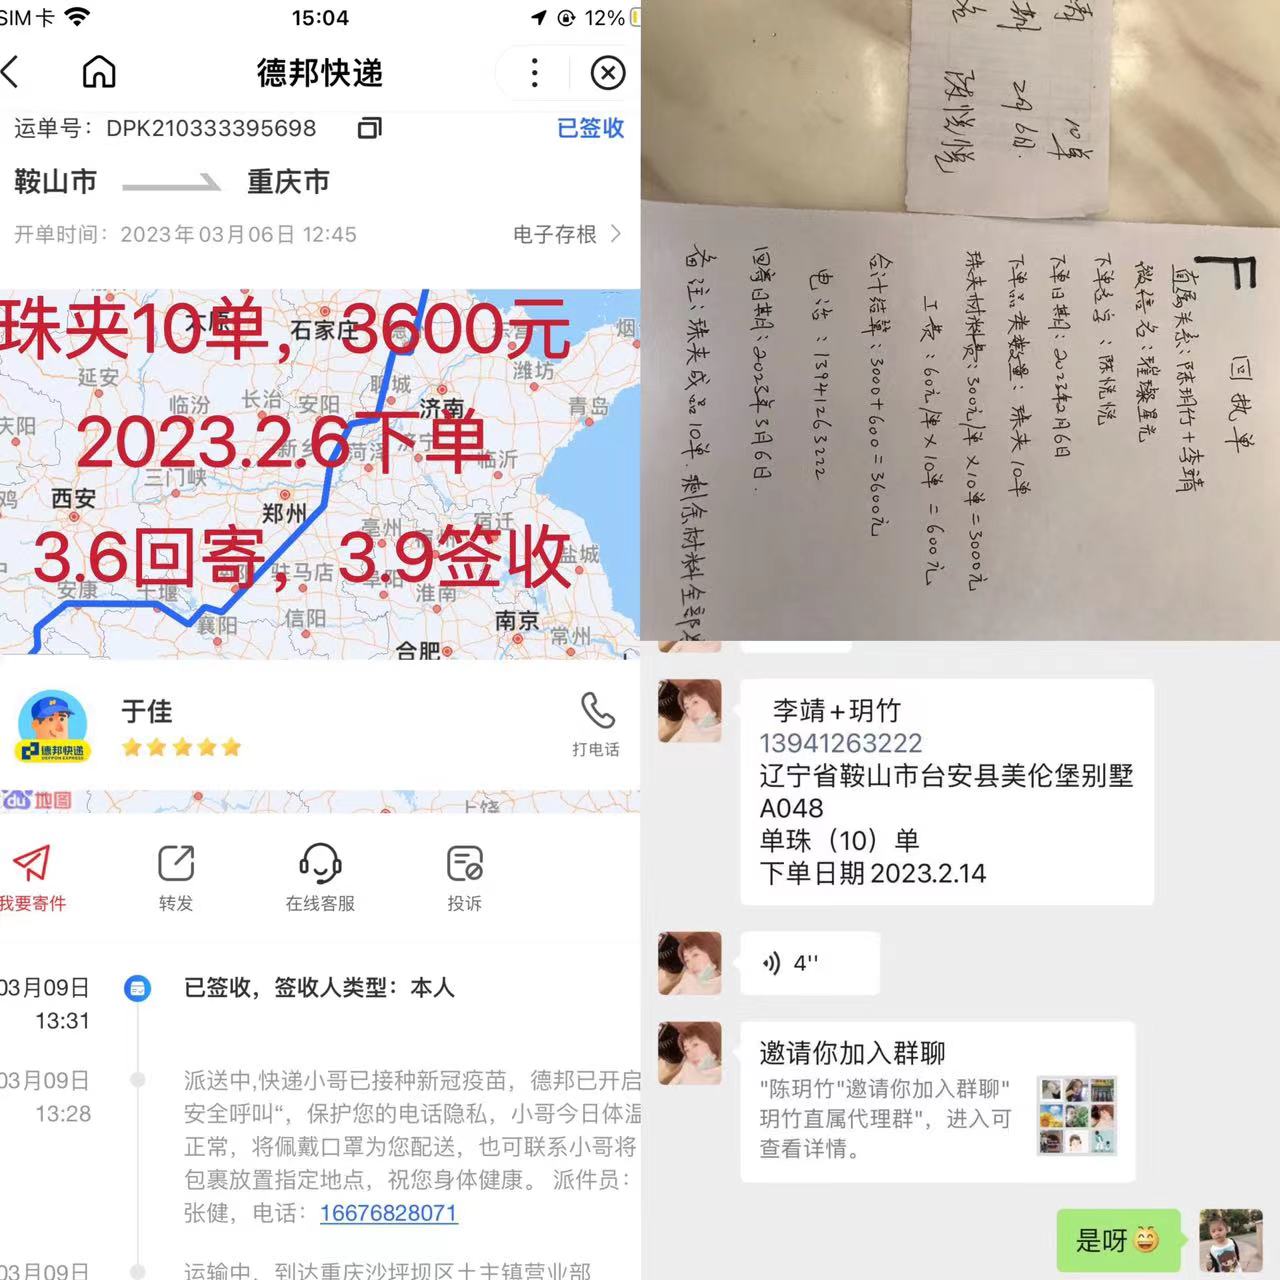 SIM卡
15:04
12%
德邦快递
运单号：DPK210333395698
已签收
鞍山市
重庆市
开单时间：2023年03月06日 12:45
电子存根
珠夹10单，3600元
2023.2.6下单
3.6回寄，3.9签收
太原
石家庄
延安
聊城
潍坊
临汾
长治
安阳
济南
青岛
庆阳
新乡
菏泽
济宁
临沂
三门峡
西安
郑州
亳州
宿迁
盐城
驻马店
阜阳
淮南
安康
十堰
襄阳
信阳
南京
常州
合肥
于佳
德邦快递
DEPPON EXPRESS
打电话
du地图
上饶
我要寄件
转发
在线客服
投诉
03月09日
13:31
已签收，签收人类型：本人
03月09日
13:28
派送中,快递小哥已接种新冠疫苗，德邦已开启
安全呼叫“，保护您的电话隐私，小哥今日体温
正常，将佩戴口罩为您配送，也可联系小哥将
包裹放置指定地点，祝您身体健康。 派件员：
张健，电话：16676828071
03月09日
运输中，到达重庆沙坪坝区土主镇营业部
10单
2月6日.
陈悦悦
回执单
直属关系：陈玥竹+李靖
微信名：璀璨星光
下单名字：陈悦悦
下单日期：2023年2月6日
下单品类数量：珠夹10单
珠夹材料费：300元/单×10单=3000元
工费：60元/单×10单=600元
合计结单：3000+600=3600元
电话：13941263222
回寄日期：2023年3月6日.
备注：珠夹成品10单.剩余材料全部
李靖+玥竹
13941263222
辽宁省鞍山市台安县美伦堡别墅
A048
单珠（10）单
下单日期2023.2.14
4''
邀请你加入群聊
"陈玥竹"邀请你加入群聊"
玥竹直属代理群"，进入可
查看详情。
是呀